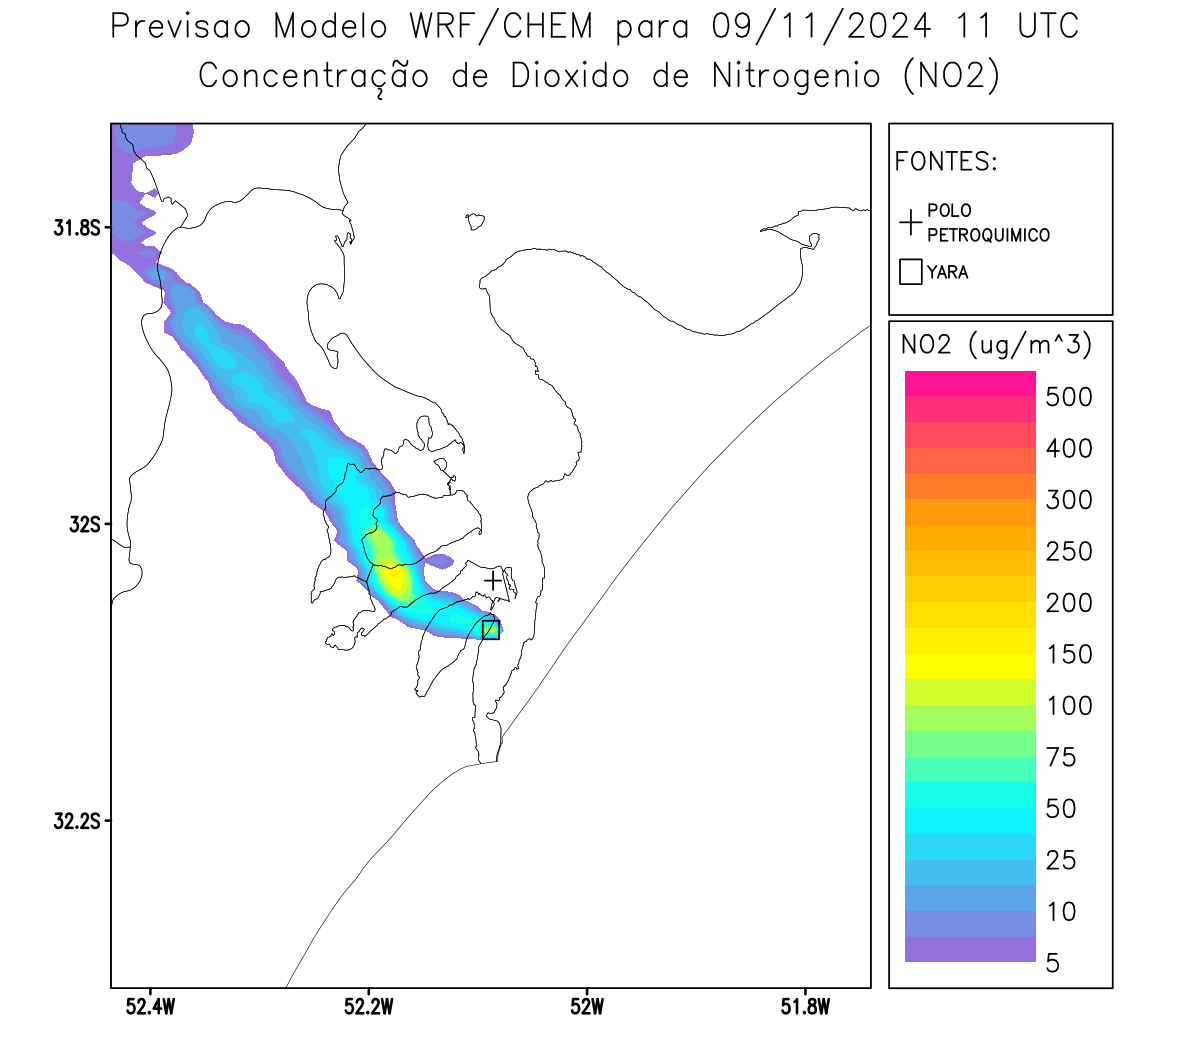 Previsao Modelo WRF/CHEM para 09/11/2024 11 UTC
Concentração de Dioxido de Nitrogenio (NO2)
FONTES:
POLO
PETROQUIMICO
YARA
NO2 (ug/m^3)
500
400
300
250
200
150
100
75
50
25
10
5
31.8S
32S
32.2S
52.4W
52.2W
52W
51.8W